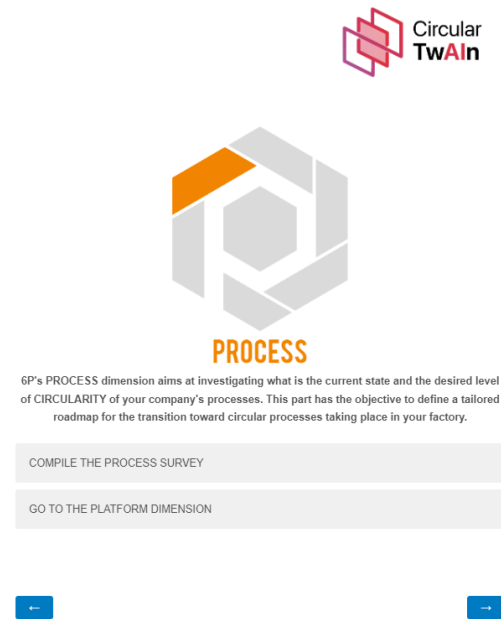 Circular
TwAIn
PROCESS
6P's PROCESS dimension aims at investigating what is the current state and the desired level
of CIRCULARITY of your company's processes. This part has the objective to define a tailored
roadmap for the transition toward circular processes taking place in your factory.
COMPILE THE PROCESS SURVEY
GO TO THE PLATFORM DIMENSION
← →